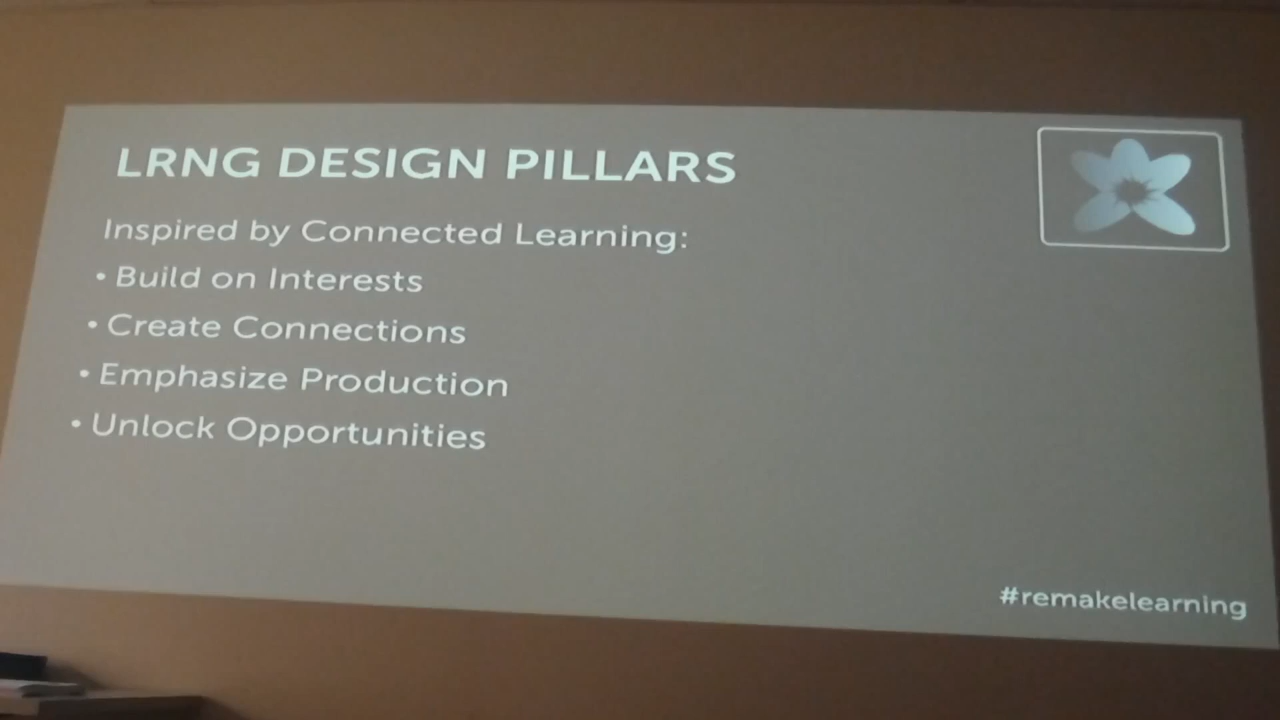 LRNG DESIGN PILLARS
Inspired by Connected Learning:
• Build on Interests
• Create Connections
• Emphasize Production
• Unlock Opportunities
#remakelearning